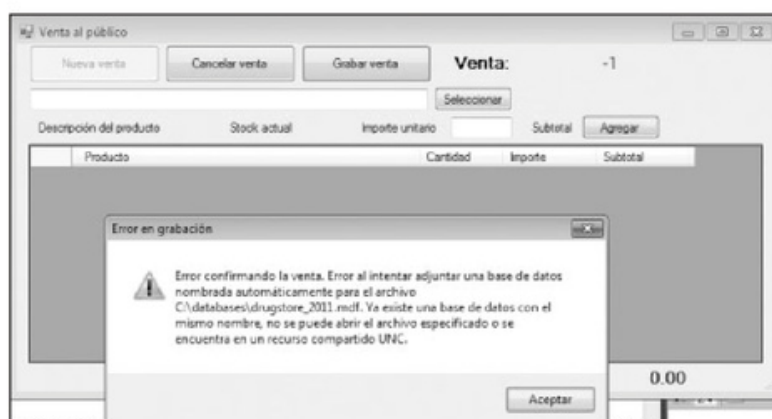 Venta al público
Nueva venta Cancelar venta Grabar venta Venta: -1
Seleccionar
Descripción del producto Stock actual Importe unitario Subtotal Agregar
Producto Cantidad Importe Subtotal
Error en grabación
Error confirmando la venta. Error al intentar adjuntar una base de datos
nombrada automáticamente para el archivo
C:\databases\drugstore_2011.mdf. Ya existe una base de datos con el
mismo nombre, no se puede abrir el archivo especificado o se
encuentra en un recurso compartido UNC.
0.00
Aceptar